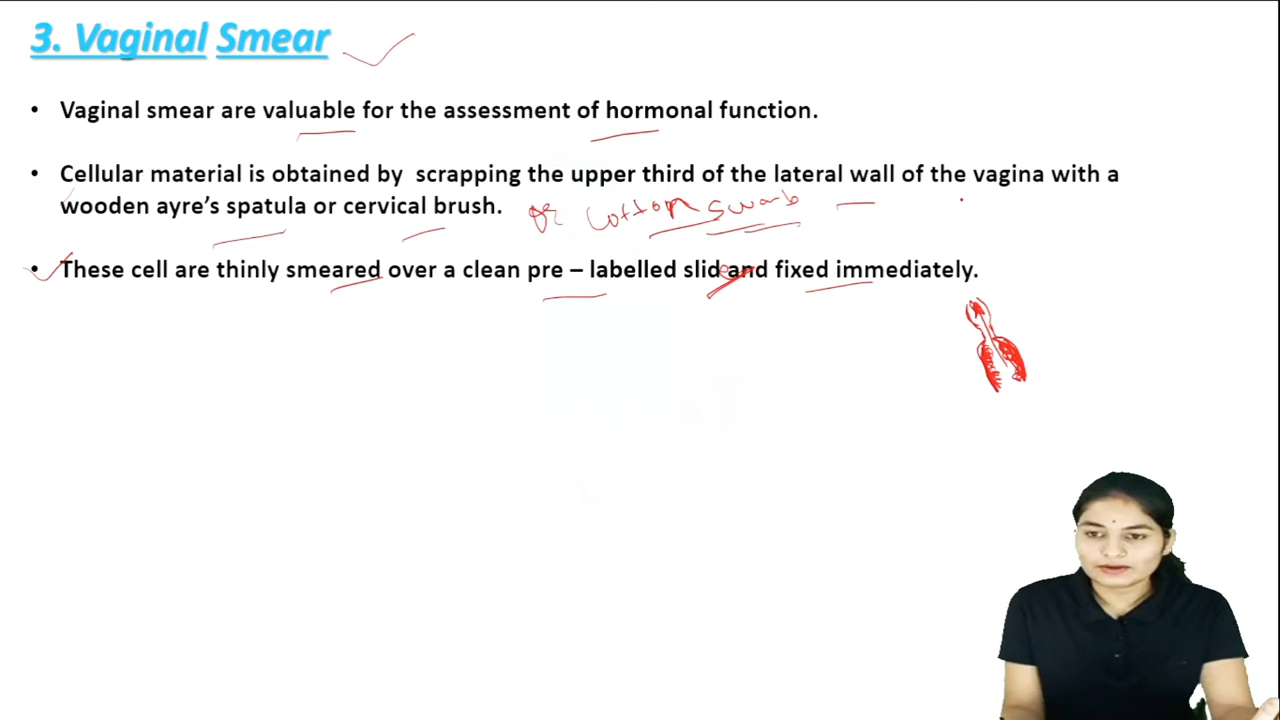 3. Vaginal Smear
• Vaginal smear are valuable for the assessment of hormonal function.
• Cellular material is obtained by scrapping the upper third of the lateral wall of the vagina with a
wooden ayre's spatula or cervical brush. or cotton swab
• These cell are thinly smeared over a clean pre – labelled slide and fixed immediately.